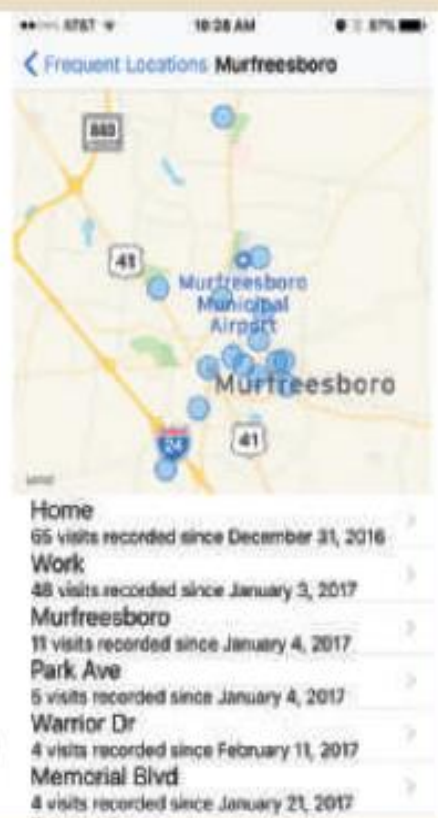 AT&T 10:28 AM 87%
Frequent Locations Murfreesboro
840
41
Murfreesboro
Municipal
Airport
Murfreesboro
24
41
Home
65 visits recorded since December 31, 2016
Work
48 visits recorded since January 3, 2017
Murfreesboro
11 visits recorded since January 4, 2017
Park Ave
5 visits recorded since January 4, 2017
Warrior Dr
4 visits recorded since February 11, 2017
Memorial Blvd
4 visits recorded since January 21, 2017